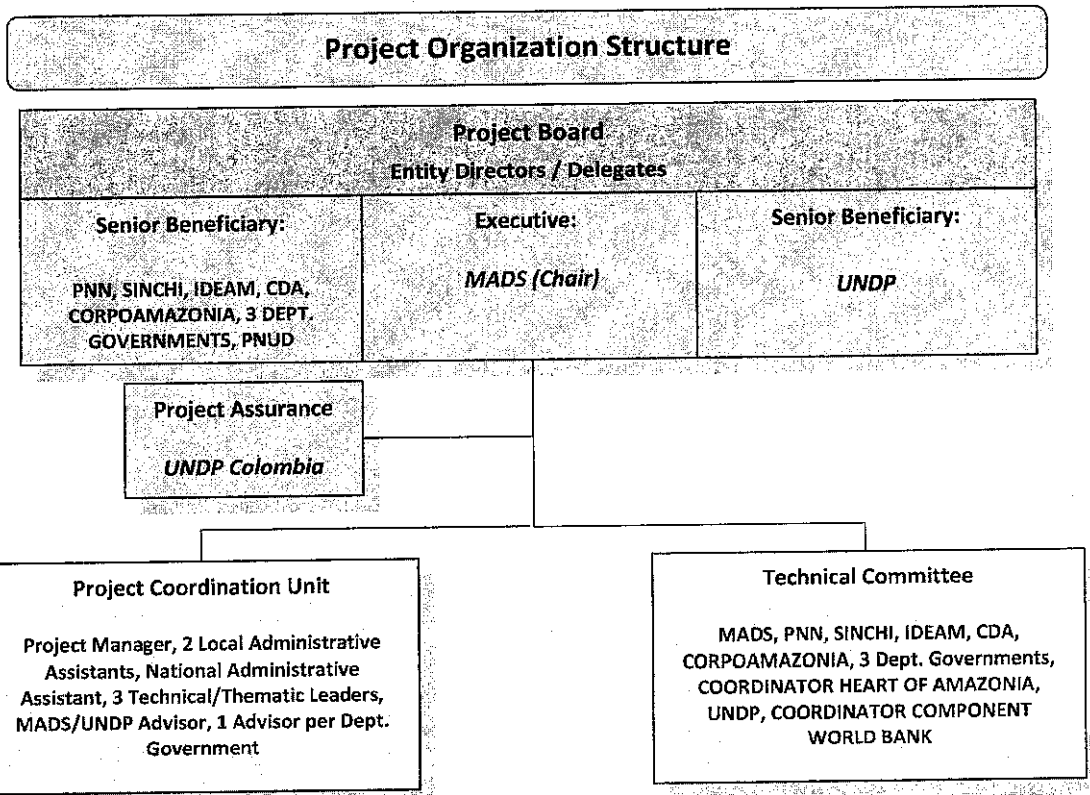 Project Organization Structure
Project Board
Entity Directors / Delegates
Senior Beneficiary:
PNN, SINCHI, IDEAM, CDA,
CORPOAMAZONIA, 3 DEPT.
GOVERNMENTS, PNUD
Executive:
MADS (Chair)
Senior Beneficiary:
UNDP
Project Assurance
UNDP Colombia
Project Coordination Unit
Project Manager, 2 Local Administrative
Assistants, National Administrative
Assistant, 3 Technical/Thematic Leaders,
MADS/UNDP Advisor, 1 Advisor per Dept.
Government
Technical Committee
MADS, PNN, SINCHI, IDEAM, CDA,
CORPOAMAZONIA, 3 Dept. Governments,
COORDINATOR HEART OF AMAZONIA,
UNDP, COORDINATOR COMPONENT
WORLD BANK